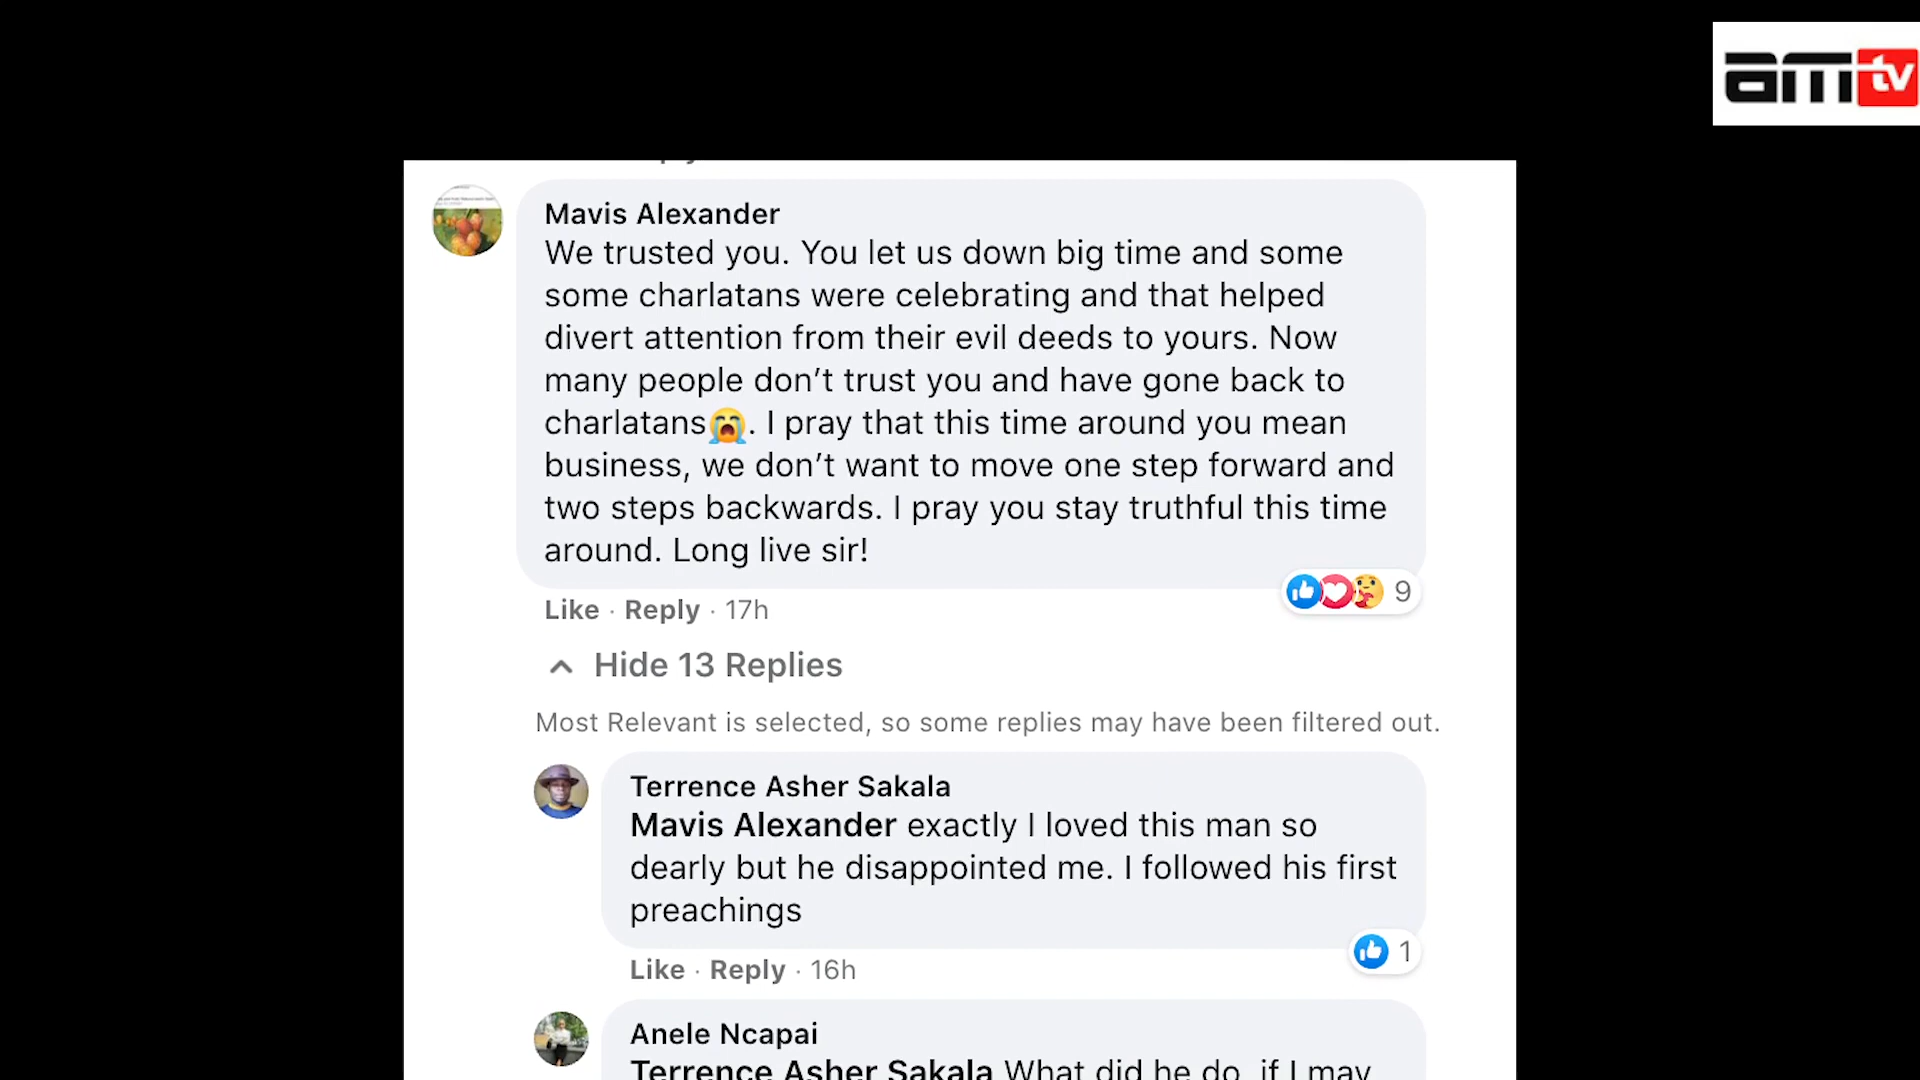 amtv
Mavis Alexander
We trusted you. You let us down big time and some
some charlatans were celebrating and that helped
divert attention from their evil deeds to yours. Now
many people don’t trust you and have gone back to
charlatans😭. I pray that this time around you mean
business, we don’t want to move one step forward and
two steps backwards. I pray you stay truthful this time
around. Long live sir!
9
Like · Reply · 17h
Hide 13 Replies
Most Relevant is selected, so some replies may have been filtered out.
Terrence Asher Sakala
Mavis Alexander exactly I loved this man so
dearly but he disappointed me. I followed his first
preachings
1
Like · Reply · 16h
Anele Ncapai
Terrence Asher Sakala What did he do, if I may